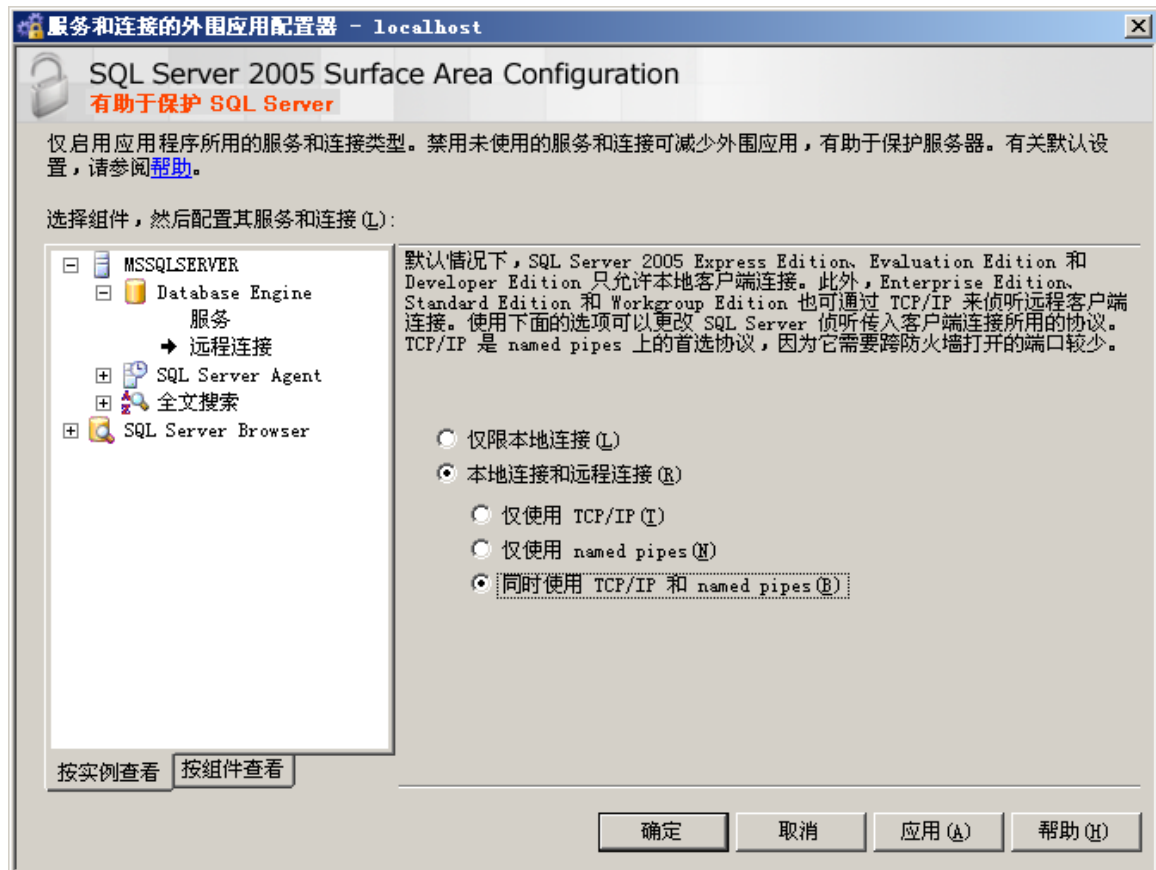 服务和连接的外围应用配置器 - localhost
SQL Server 2005 Surface Area Configuration
有助于保护 SQL Server
仅启用应用程序所用的服务和连接类型。禁用未使用的服务和连接可减少外围应用，有助于保护服务器。有关默认设
置，请参阅帮助。
选择组件，然后配置其服务和连接(L):
MSSQLSERVER
Database Engine
服务
远程连接
SQL Server Agent
全文搜索
SQL Server Browser
按实例查看
按组件查看
默认情况下，SQL Server 2005 Express Edition、Evaluation Edition 和
Developer Edition 只允许本地客户端连接。此外，Enterprise Edition、
Standard Edition 和 Workgroup Edition 也可通过 TCP/IP 来侦听远程客户端
连接。使用下面的选项可以更改 SQL Server 侦听传入客户端连接所用的协议。
TCP/IP 是 named pipes 上的首选协议，因为它需要跨防火墙打开的端口较少。
仅限本地连接(L)
本地连接和远程连接(R)
仅使用 TCP/IP(T)
仅使用 named pipes(N)
同时使用 TCP/IP 和 named pipes(B)
确定
取消
应用(A)
帮助(H)